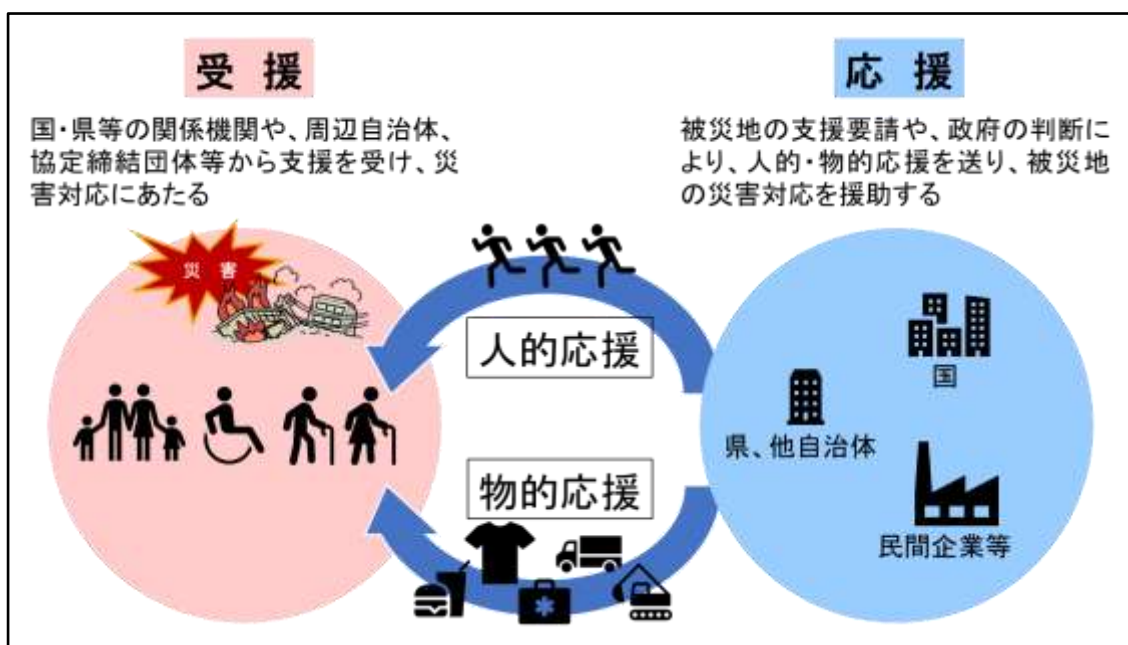 受 援
国・県等の関係機関や、周辺自治体、
協定締結団体等から支援を受け、災
害対応にあたる
応 援
被災地の支援要請や、政府の判断に
より、人的・物的応援を送り、被災地
の災害対応を援助する
災 害
人的応援
物的応援
国
県、他自治体
民間企業等